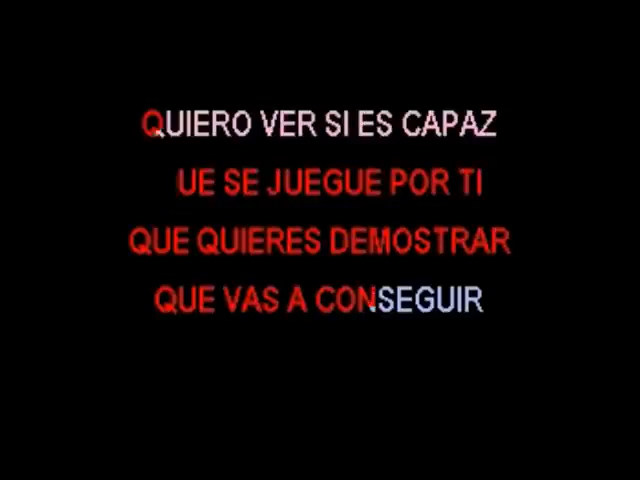 QUIERO VER SI ES CAPAZ
UE SE JUEGUE POR TI
QUE QUIERES DEMOSTRAR
QUE VAS A CONSEGUIR